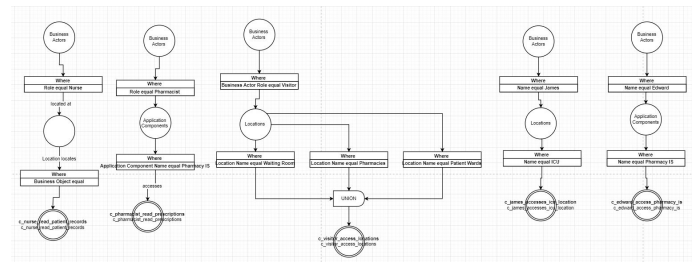 Business
Actors
Where
Role equal Nurse
located at
Location locates
Where
Business Object equal
c_nurse_read_patient_records
c_nurse_read_patient_records
Business
Actors
Where
Role equal Pharmacist
Application
Components
Where
Application Component Name equal Pharmacy IS
accesses
c_pharmacist_read_prescriptions
c_pharmacist_read_prescriptions
Business
Actors
Where
Business Actor Role equal Visitor
Locations
Where
Location Name equal Waiting Room
Where
Location Name equal Pharmacies
Where
Location Name equal Patient Wards
UNION
c_visitor_access_locations
c_visitor_access_locations
Business
Actors
Where
Name equal James
Locations
Where
Name equal ICU
c_james_accesses_icu_location
c_james_accesses_icu_location
Business
Actors
Where
Name equal Edward
Application
Components
Where
Name equal Pharmacy IS
c_edward_access_pharmacy_is
c_edward_access_pharmacy_is